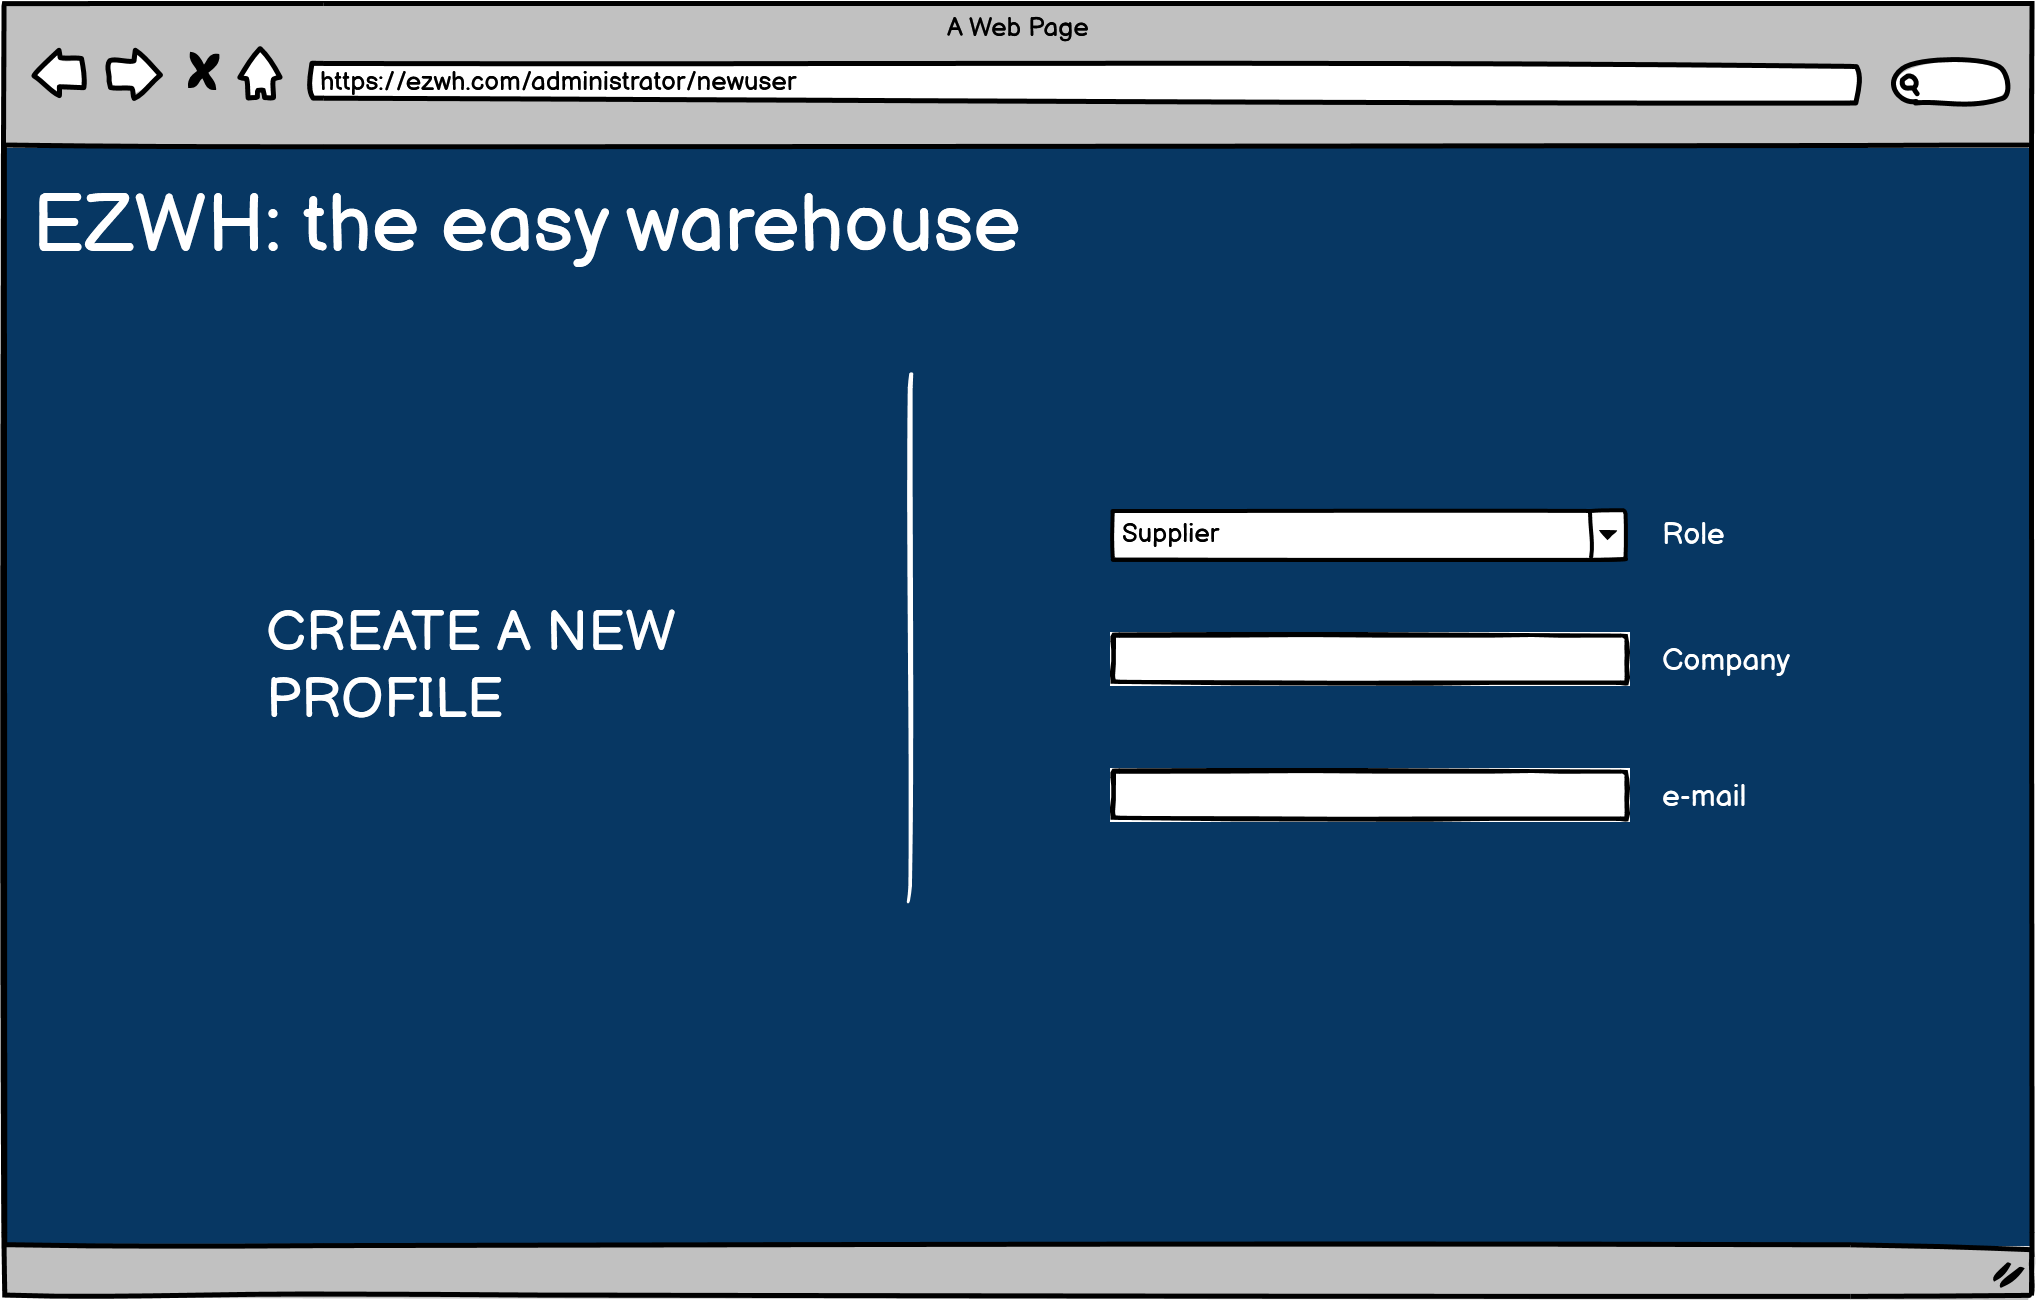 A Web Page
https://ezwh.com/administrator/newuser
EZWH: the easy warehouse
CREATE A NEW
PROFILE
Supplier
Role
Company
e-mail